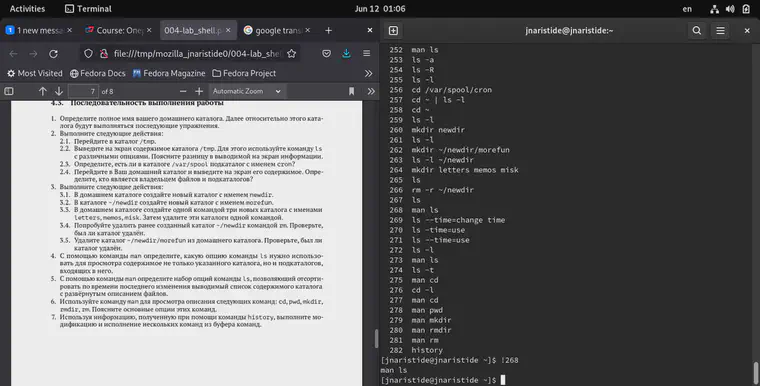 Activities
Terminal
Jun 12 01:06
en
1 new messa
Course: One
004-lab_shell.p
google trans
file:///tmp/mozilla_jnaristide0/004-lab_sh
Most Visited
Fedora Docs
Fedora Magazine
Fedora Project
7 of 8
Automatic Zoom
4.3. Последовательность выполнения работы
1. Определите полное имя вашего домашнего каталога. Далее относительно этого ката-
лога будут выполняться последующие упражнения.
2. Выполните следующие действия:
2.1. Перейдите в каталог /tmp.
2.2. Выведите на экран содержимое каталога /tmp. Для этого используйте команду ls
с различными опциями. Поясните разницу в выводимой на экран информации.
2.3. Определите, есть ли в каталоге /var/spool подкаталог с именем cron?
2.4. Перейдите в Ваш домашний каталог и выведите на экран его содержимое. Опре-
делите, кто является владельцем файлов и подкаталогов?
3. Выполните следующие действия:
3.1. В домашнем каталоге создайте новый каталог с именем newdir.
3.2. В каталоге ~/newdir создайте новый каталог с именем morefun.
3.3. В домашнем каталоге создайте одной командой три новых каталога с именами
letters, memos, misk. Затем удалите эти каталоги одной командой.
3.4. Попробуйте удалить ранее созданный каталог ~/newdir командой rm. Проверьте,
был ли каталог удалён.
3.5. Удалите каталог ~/newdir/morefun из домашнего каталога. Проверьте, был ли
каталог удалён.
4. С помощью команды man определите, какую опцию команды ls нужно использо-
вать для просмотра содержимое не только указанного каталога, но и подкаталогов,
входящих в него.
5. С помощью команды man определите набор опций команды ls, позволяющий отсорти-
ровать по времени последнего изменения выводимый список содержимого каталога
с развёрнутым описанием файлов.
6. Используйте команду man для просмотра описания следующих команд: cd, pwd, mkdir,
rmdir, rm. Поясните основные опции этих команд.
7. Используя информацию, полученную при помощи команды history, выполните мо-
дификацию и исполнение нескольких команд из буфера команд.
jnaristide@jnaristide:~
252 man ls
253 ls -a
254 ls -R
255 ls -l
256 cd /var/spool/cron
257 cd ~ | ls -l
258 cd ~
259 ls -l
260 mkdir newdir
261 ls -l
262 mkdir ~/newdir/morefun
263 ls -l ~/newdir
264 mkdir letters memos misk
265 ls
266 rm -r ~/newdir
267 ls
268 man ls
269 ls --time=change time
270 ls -time=use
271 ls --time=use
272 ls -l
273 man ls
274 ls -t
275 man cd
276 cd -l
277 man cd
278 man pwd
279 man mkdir
280 man rmdir
281 man rm
282 history
[jnaristide@jnaristide ~]$ !268
man ls
[jnaristide@jnaristide ~]$